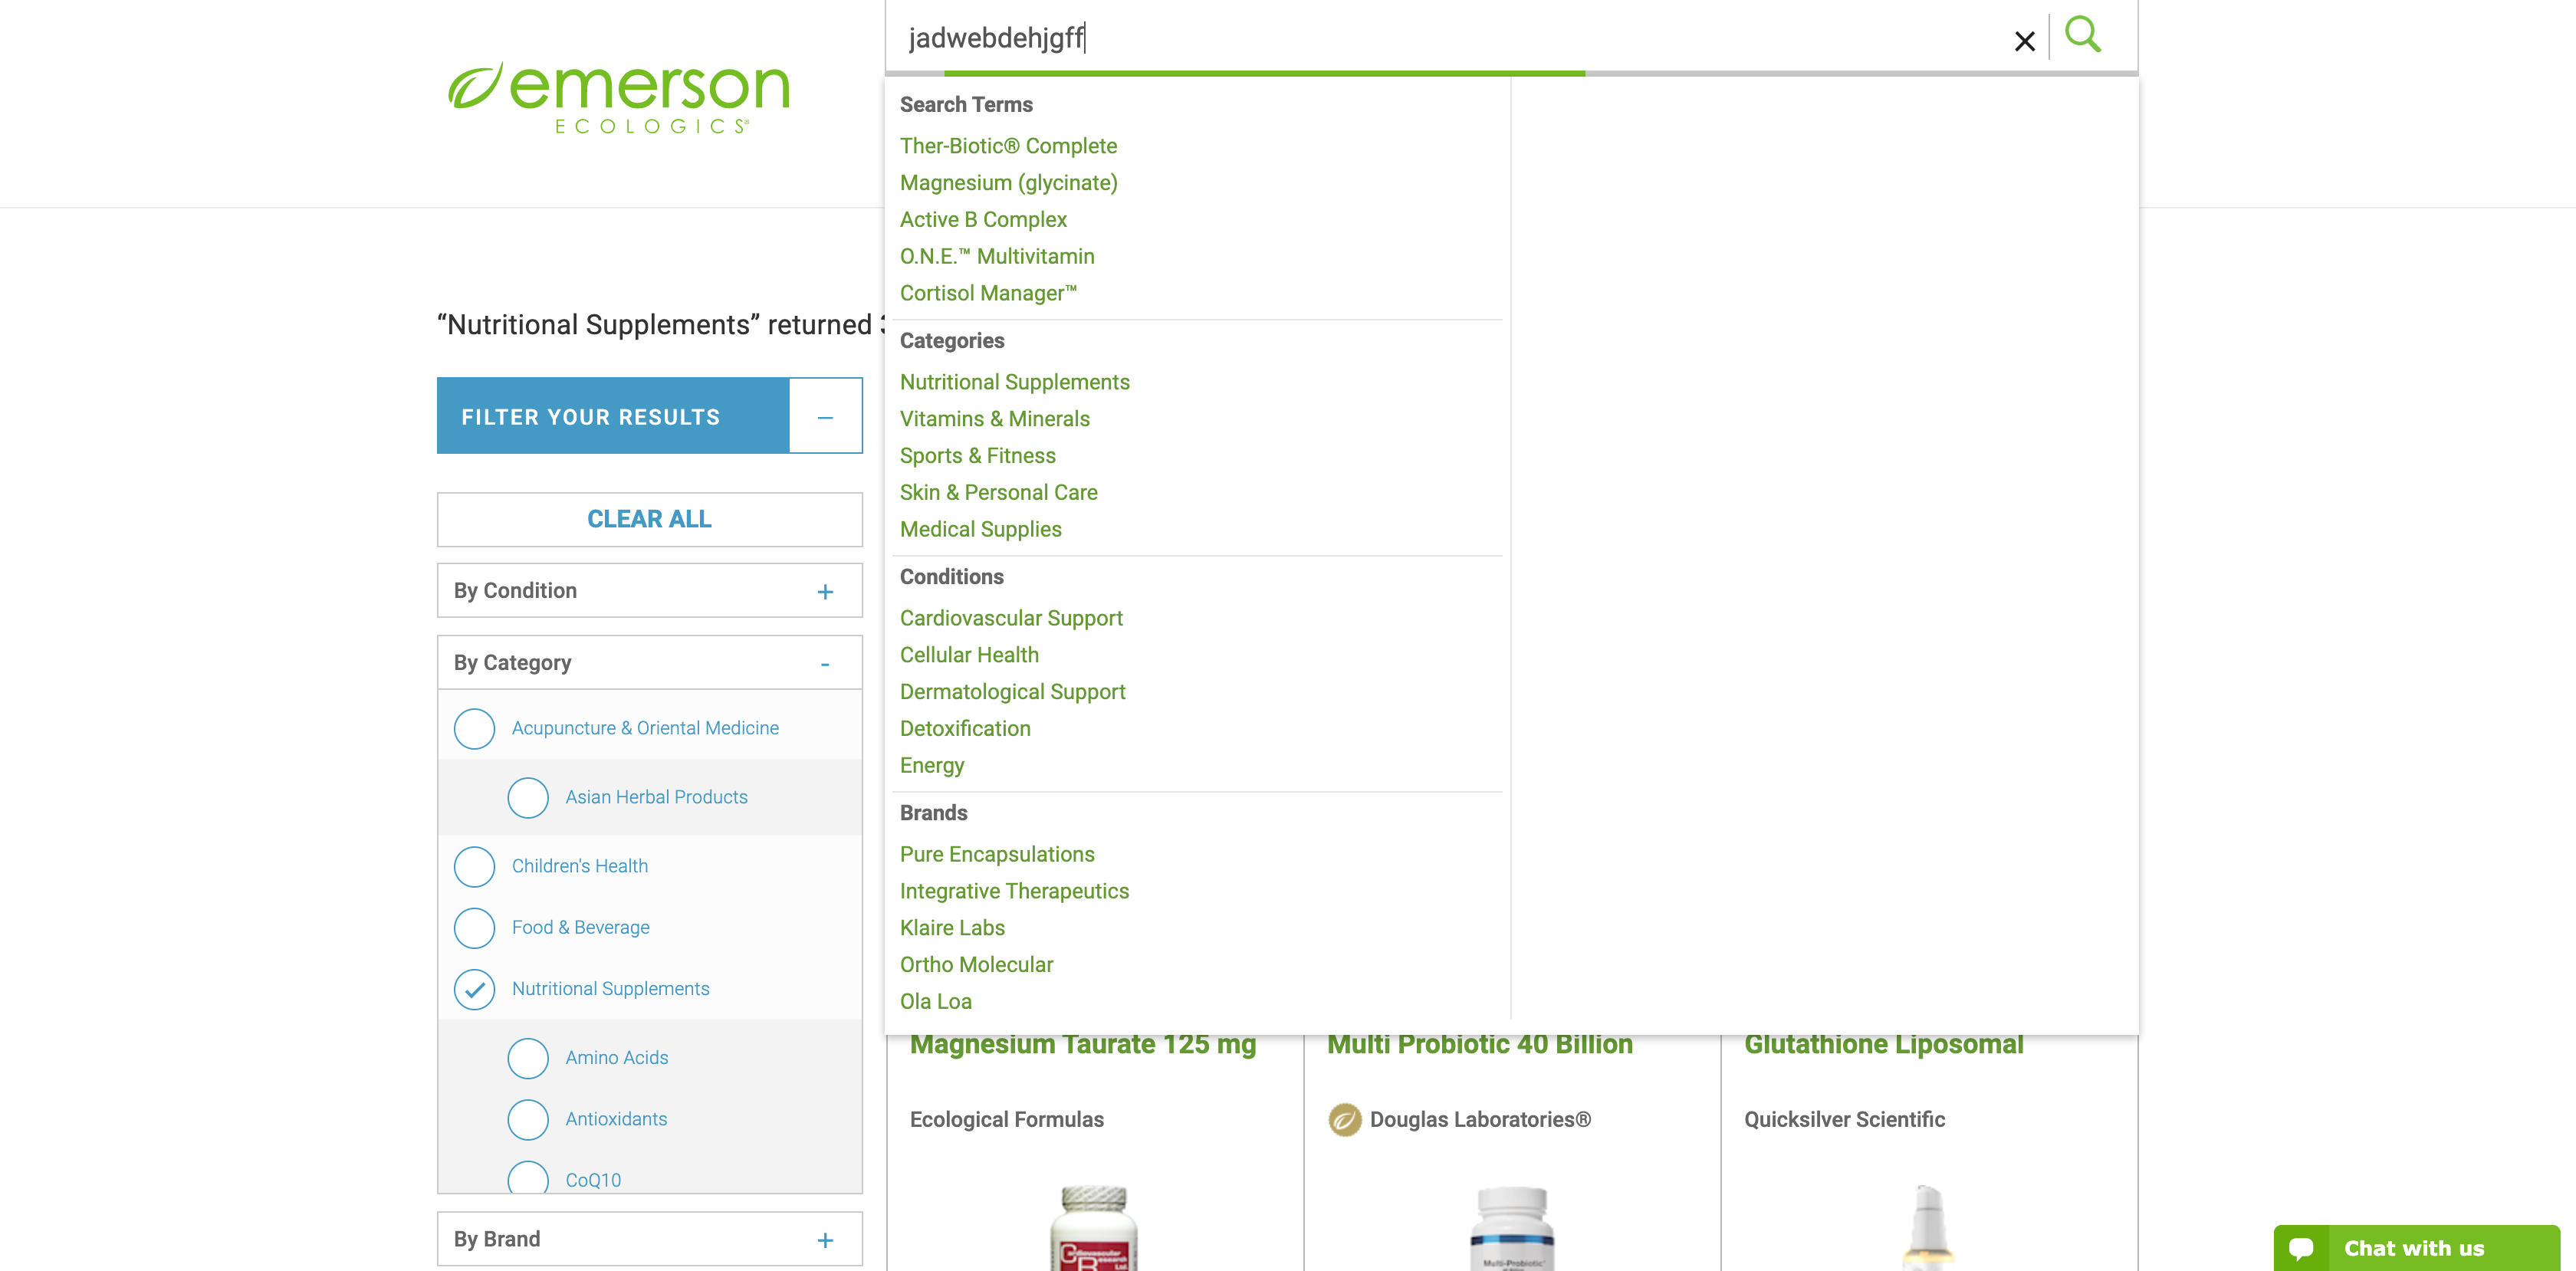 jadwebdehjgff
emerson
ECOLOGICS®
Search Terms
Ther-Biotic® Complete
Magnesium (glycinate)
Active B Complex
O.N.E.™ Multivitamin
Cortisol Manager™
Categories
Nutritional Supplements
Vitamins & Minerals
Sports & Fitness
Skin & Personal Care
Medical Supplies
Conditions
Cardiovascular Support
Cellular Health
Dermatological Support
Detoxification
Energy
Brands
Pure Encapsulations
Integrative Therapeutics
Klaire Labs
Ortho Molecular
Ola Loa
“Nutritional Supplements” returned
FILTER YOUR RESULTS
CLEAR ALL
By Condition +
By Category -
Acupuncture & Oriental Medicine
Asian Herbal Products
Children's Health
Food & Beverage
Nutritional Supplements
Amino Acids
Antioxidants
CoQ10
By Brand +
Magnesium Taurate 125 mg
Ecological Formulas
Multi Probiotic 40 Billion
Douglas Laboratories®
Multi-Probiotic®
Glutathione Liposomal
Quicksilver Scientific
Chat with us